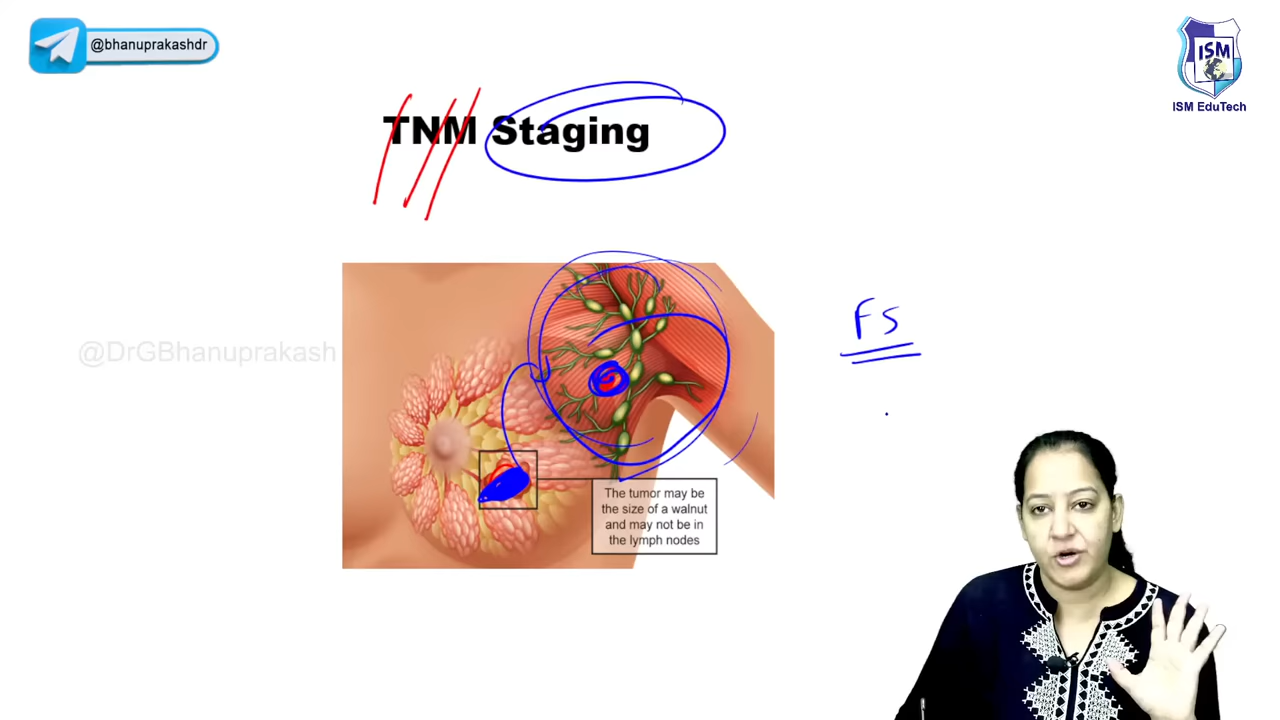 @bhanuprakashdr
ISM
ISM EduTech
TNM Staging
@DrGBhanuprakash
FS
The tumor may be
the size of a walnut
and may not be in
the lymph nodes